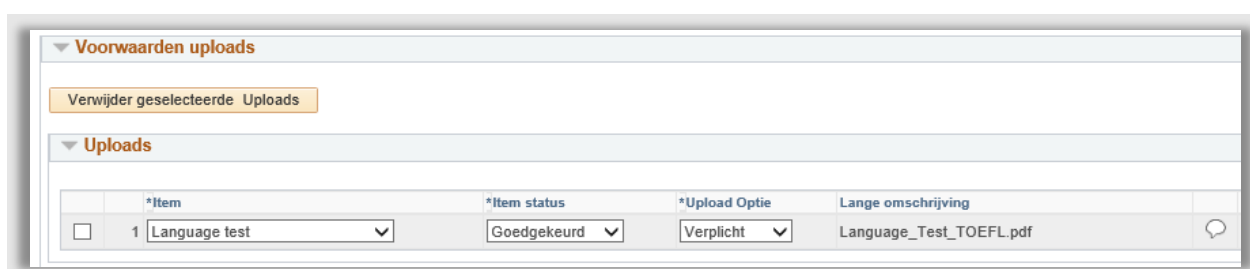 Voorwaarden uploads
Verwijder geselecteerde Uploads
Uploads
*Item *Item status *Upload Optie Lange omschrijving
1 Language test Goedgekeurd Verplicht Language_Test_TOEFL.pdf